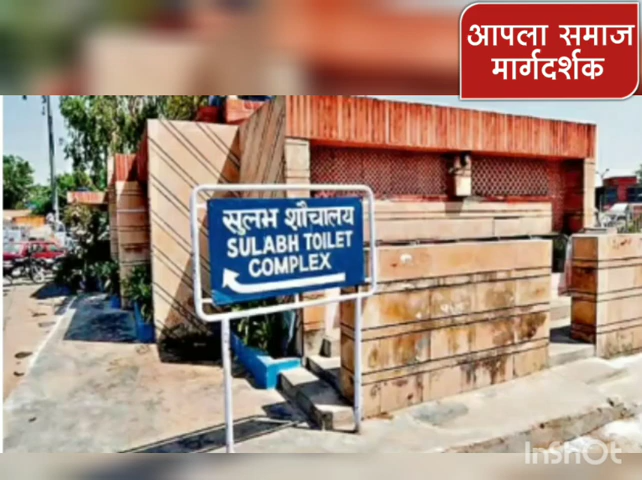 आपला समाज
मार्गदर्शक
सुलभ शौचालय
SULABH TOILET
COMPLEX
InShOt